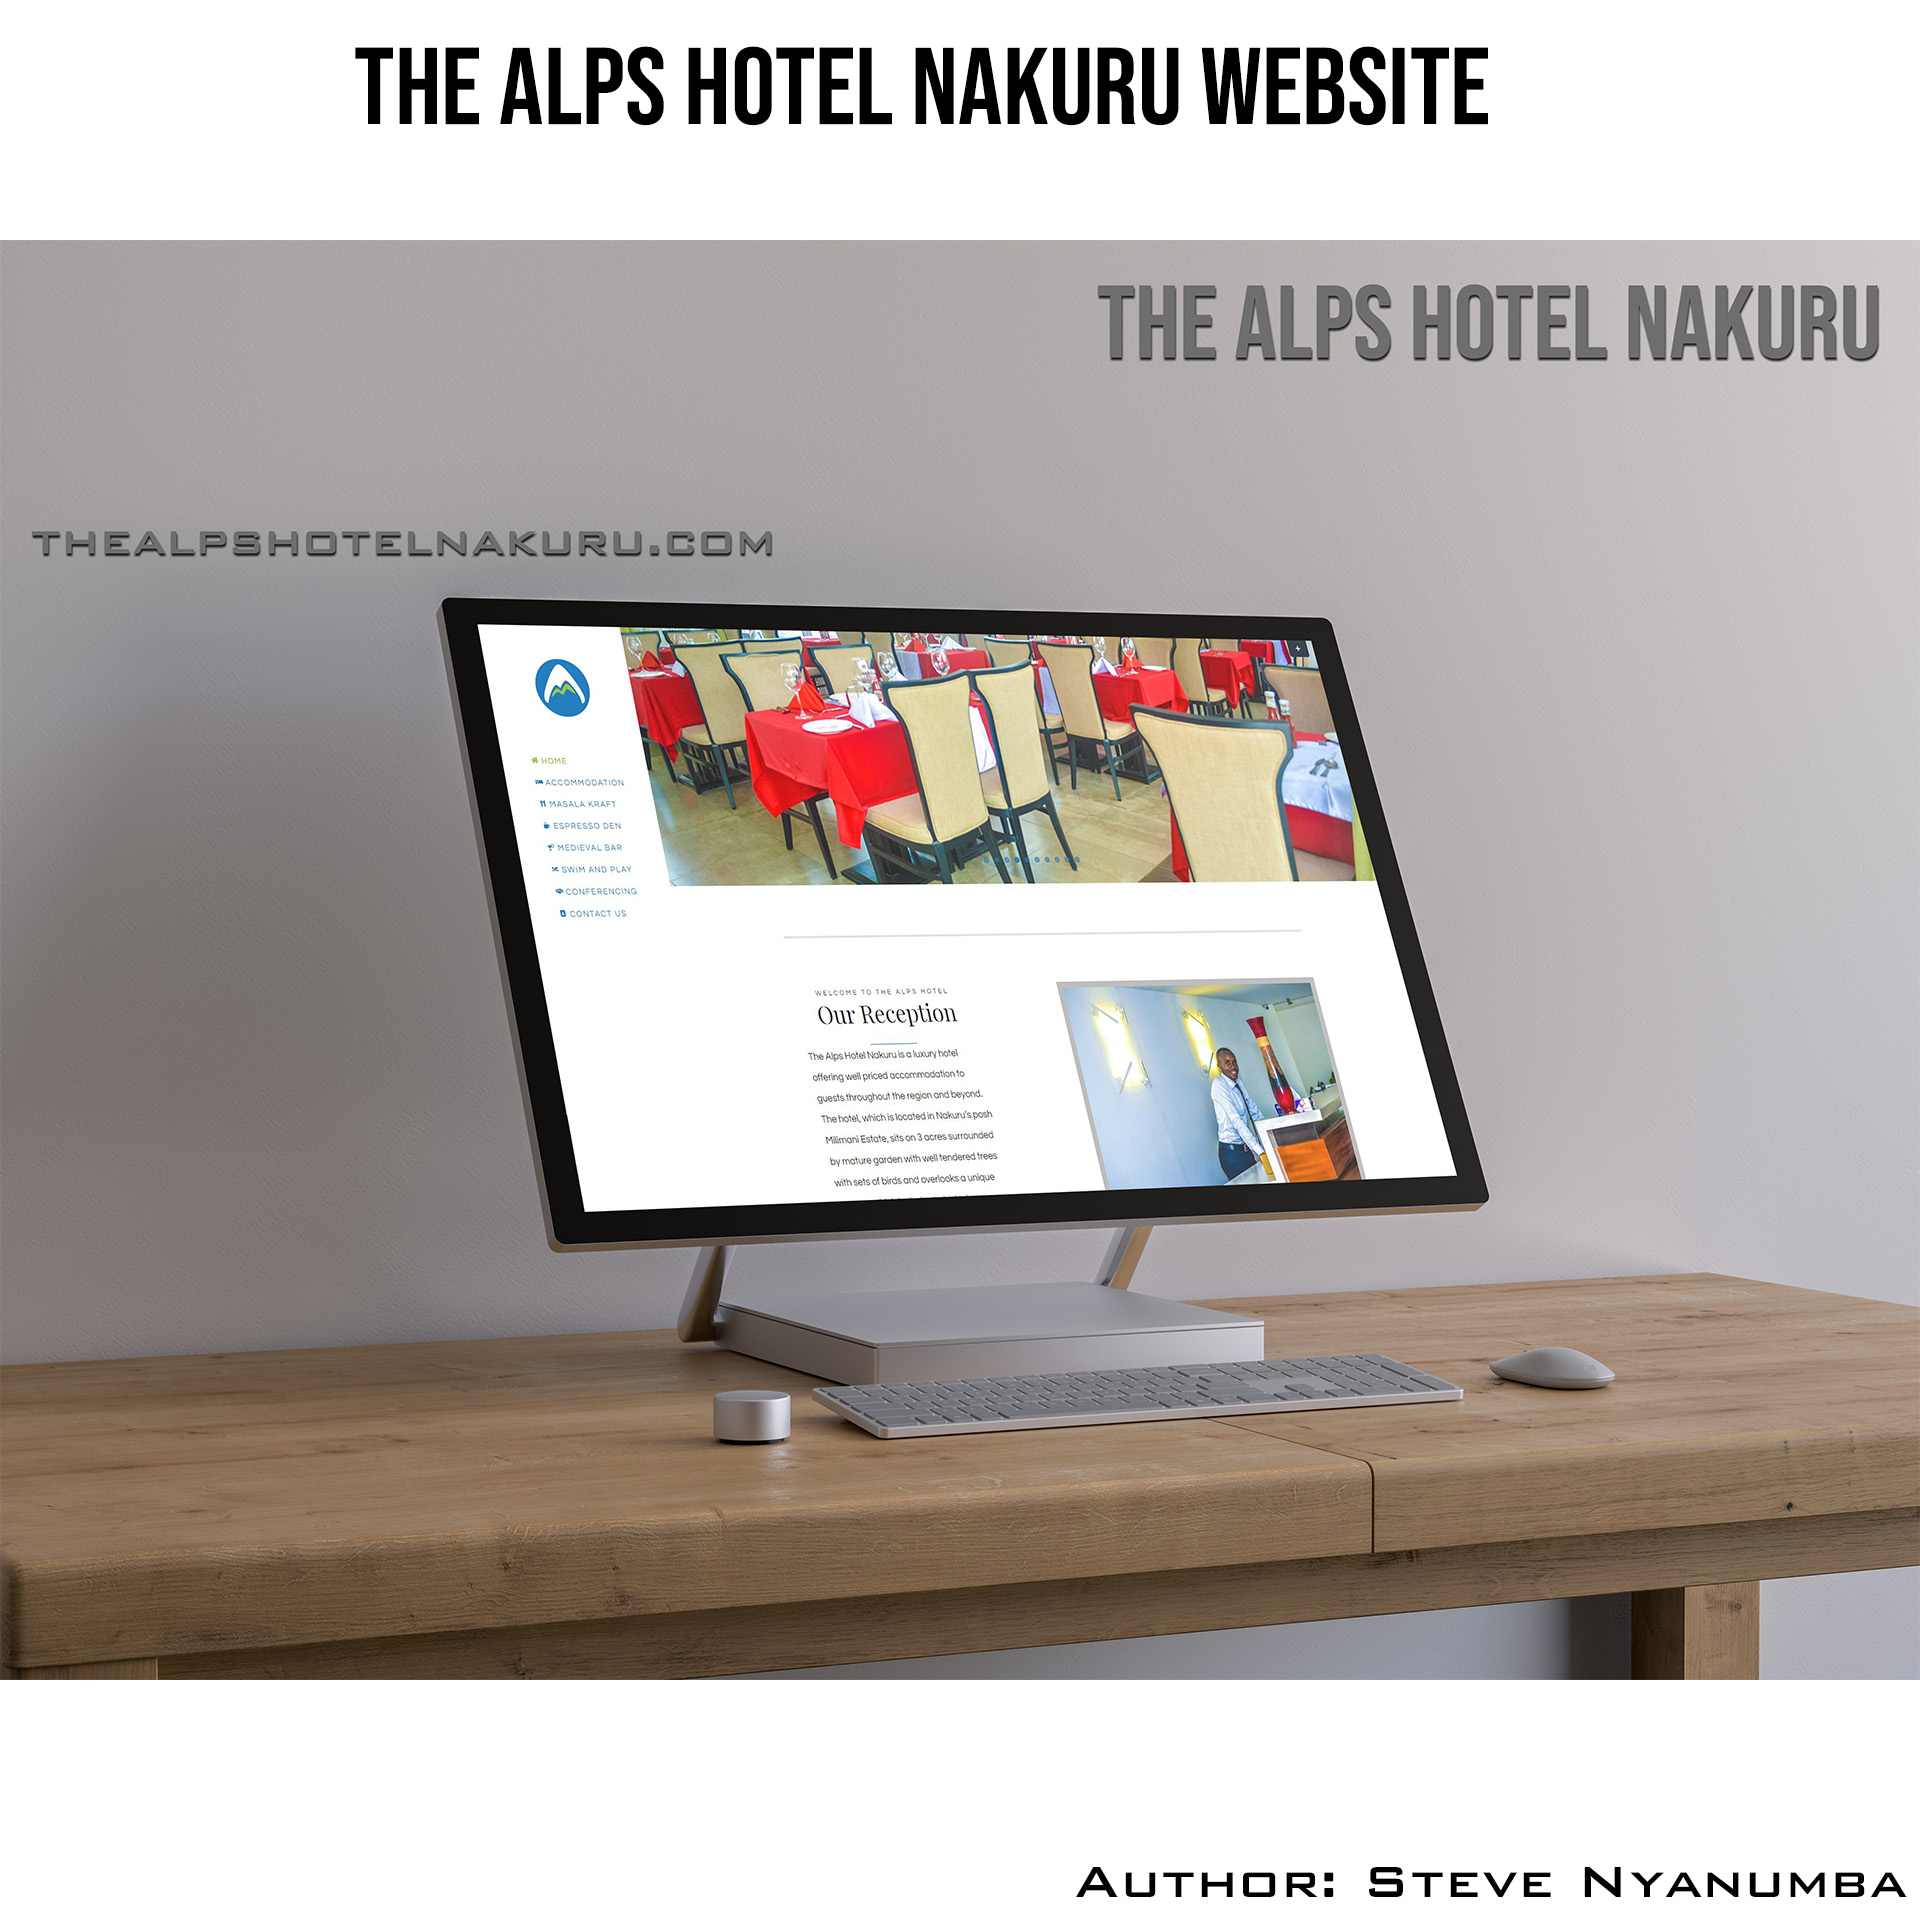 THE ALPS HOTEL NAKURU WEBSITE
THE ALPS HOTEL NAKURU
THEALPSHOTELNAKURU.COM
HOME
ACCOMMODATION
MASALA KRAFT
ESPRESSO DEN
MEDIEVAL BAR
SWIM AND PLAY
CONFERENCING
CONTACT US
WELCOME TO THE ALPS HOTEL
Our Reception
The Alps Hotel Nakuru is a luxury hotel
offering well priced accommodation to
guests throughout the region and beyond.
The hotel, which is located in Nakuru's posh
Milimani Estate, sits on 3 acres surrounded
by mature garden with well tendered trees
with sets of birds and overlooks a unique
Author: Steve Nyanumba